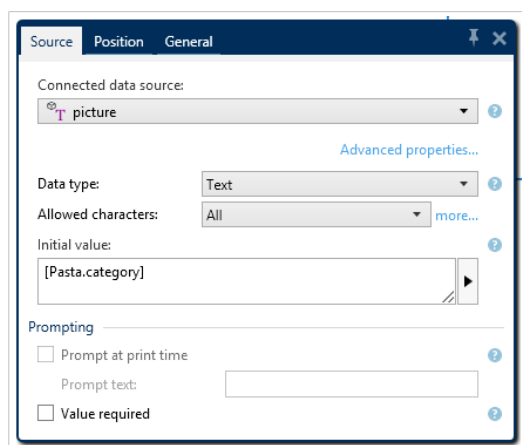 Source Position General
Connected data source:
T picture
Advanced properties...
Data type: Text
Allowed characters: All more...
Initial value:
[Pasta.category]
Prompting
Prompt at print time
Prompt text:
Value required